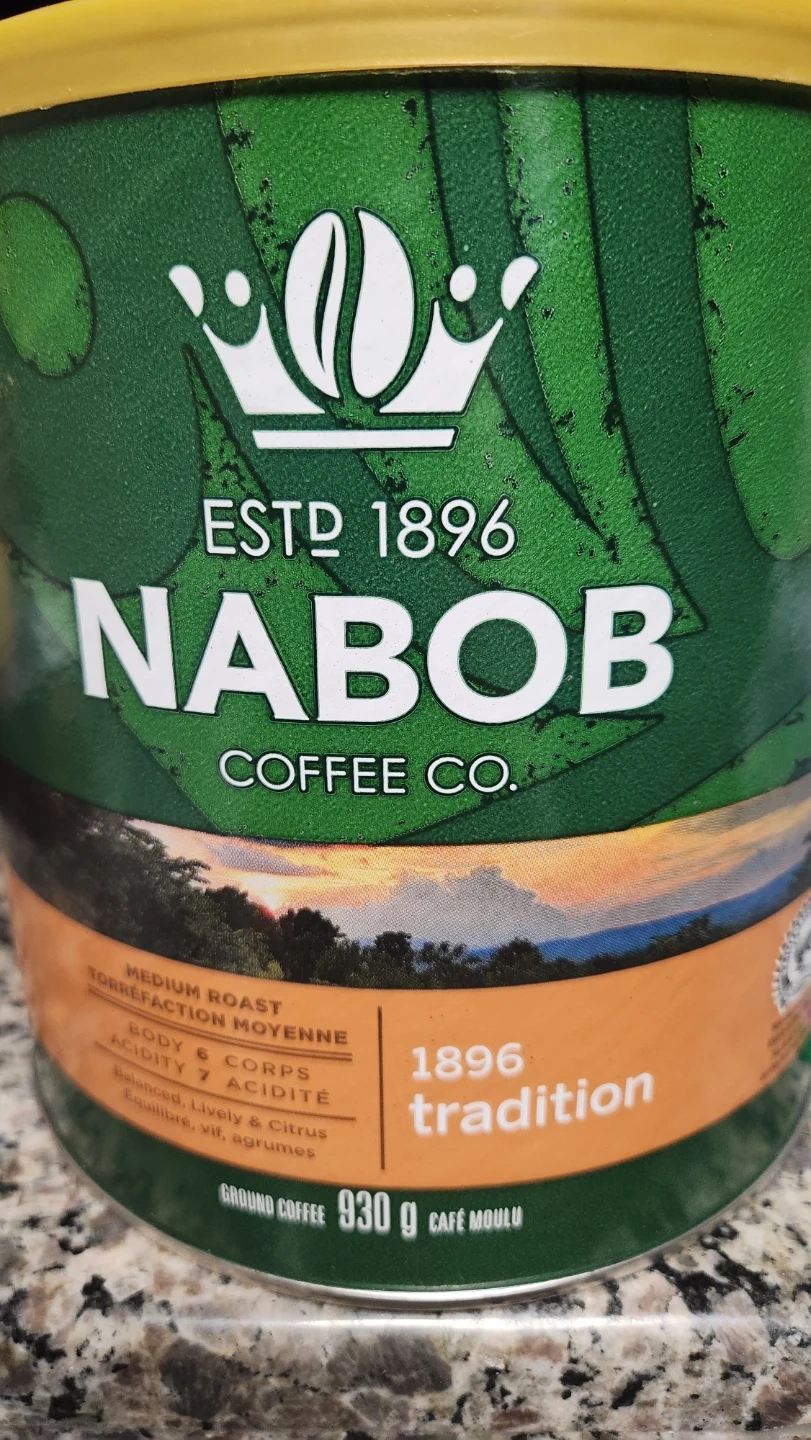 ESTD 1896
NABOB
COFFEE CO.
MEDIUM ROAST
TORRÉFACTION MOYENNE
BODY 6 CORPS
ACIDITY 7 ACIDITÉ
Balanced, Lively & Citrus
Équilibré, vif, agrumes
1896
tradition
GROUND COFFEE 930 g CAFÉ MOULU